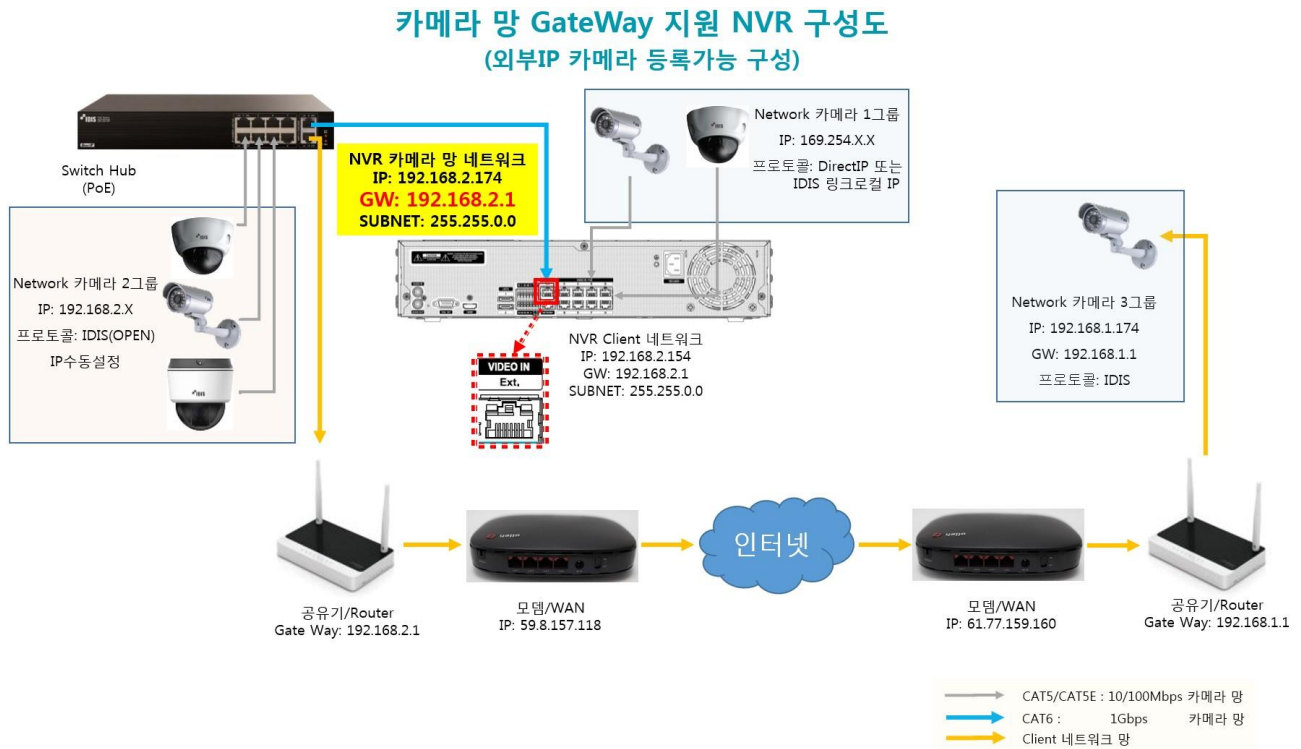 카메라 망 GateWay 지원 NVR 구성도
(외부IP 카메라 등록가능 구성)
IDIS
Switch Hub
(PoE)
NVR 카메라 망 네트워크
IP: 192.168.2.174
GW: 192.168.2.1
SUBNET: 255.255.0.0
Network 카메라 1그룹
IP: 169.254.X.X
프로토콜: DirectIP 또는
IDIS 링크로컬 IP
Network 카메라 2그룹
IP: 192.168.2.X
프로토콜: IDIS(OPEN)
IP수동설정
NVR Client 네트워크
IP: 192.168.2.154
GW: 192.168.2.1
SUBNET: 255.255.0.0
VIDEO IN
Ext.
Network 카메라 3그룹
IP: 192.168.1.174
GW: 192.168.1.1
프로토콜: IDIS
인터넷
공유기/Router
Gate Way: 192.168.2.1
모뎀/WAN
IP: 59.8.157.118
모뎀/WAN
IP: 61.77.159.160
공유기/Router
Gate Way: 192.168.1.1
CAT5/CAT5E : 10/100Mbps 카메라 망
CAT6 : 1Gbps 카메라 망
Client 네트워크 망